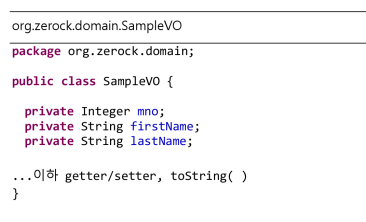 org.zerock.domain.SampleVO
package org.zerock.domain;
public class SampleVO {
private Integer mno;
private String firstName;
private String lastName;
...이하 getter/setter, toString( )
}